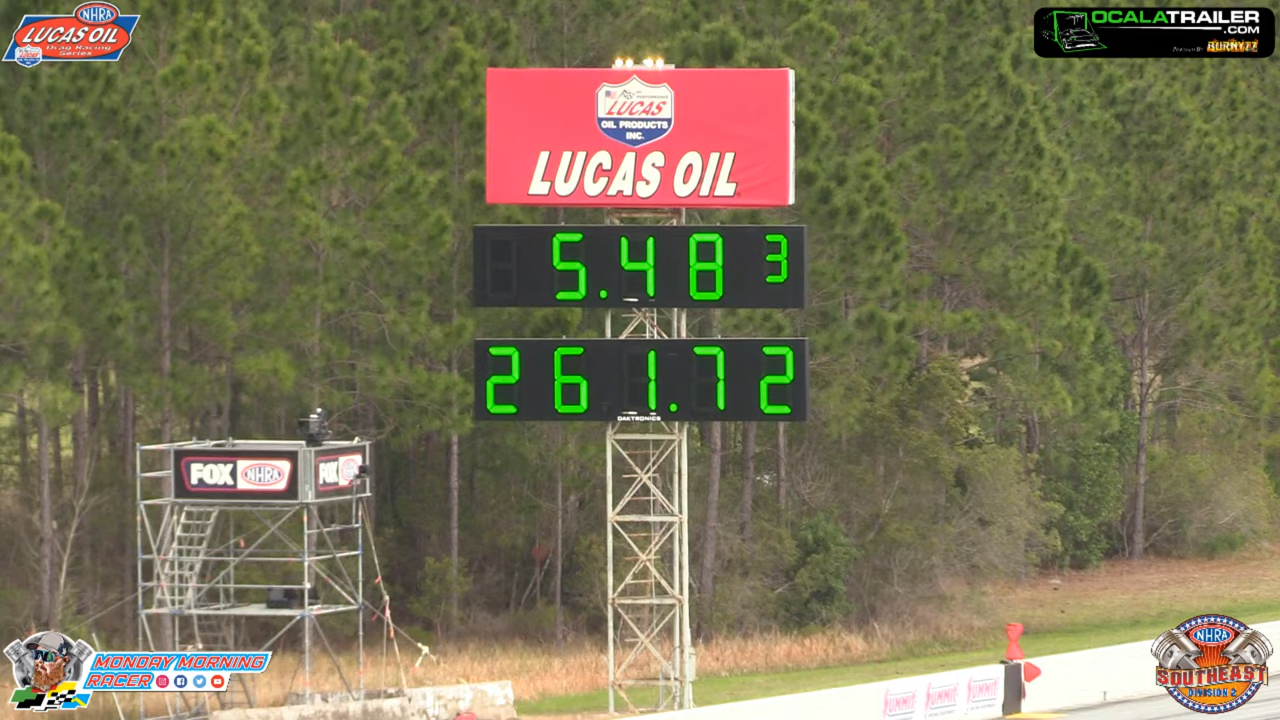 NHRA
LUCAS OIL
Drag Racing
Series
OCALATRAILER
.COM
LUCAS
OIL PRODUCTS
INC.
LUCAS OIL
5.483
261.72
DAKTRONICS
FOX NHRA
FOX
MONDAY MORNING
RACER
SUMMIT SUMMIT SUMMIT
NHRA
SOUTHEAST
DIVISION 2